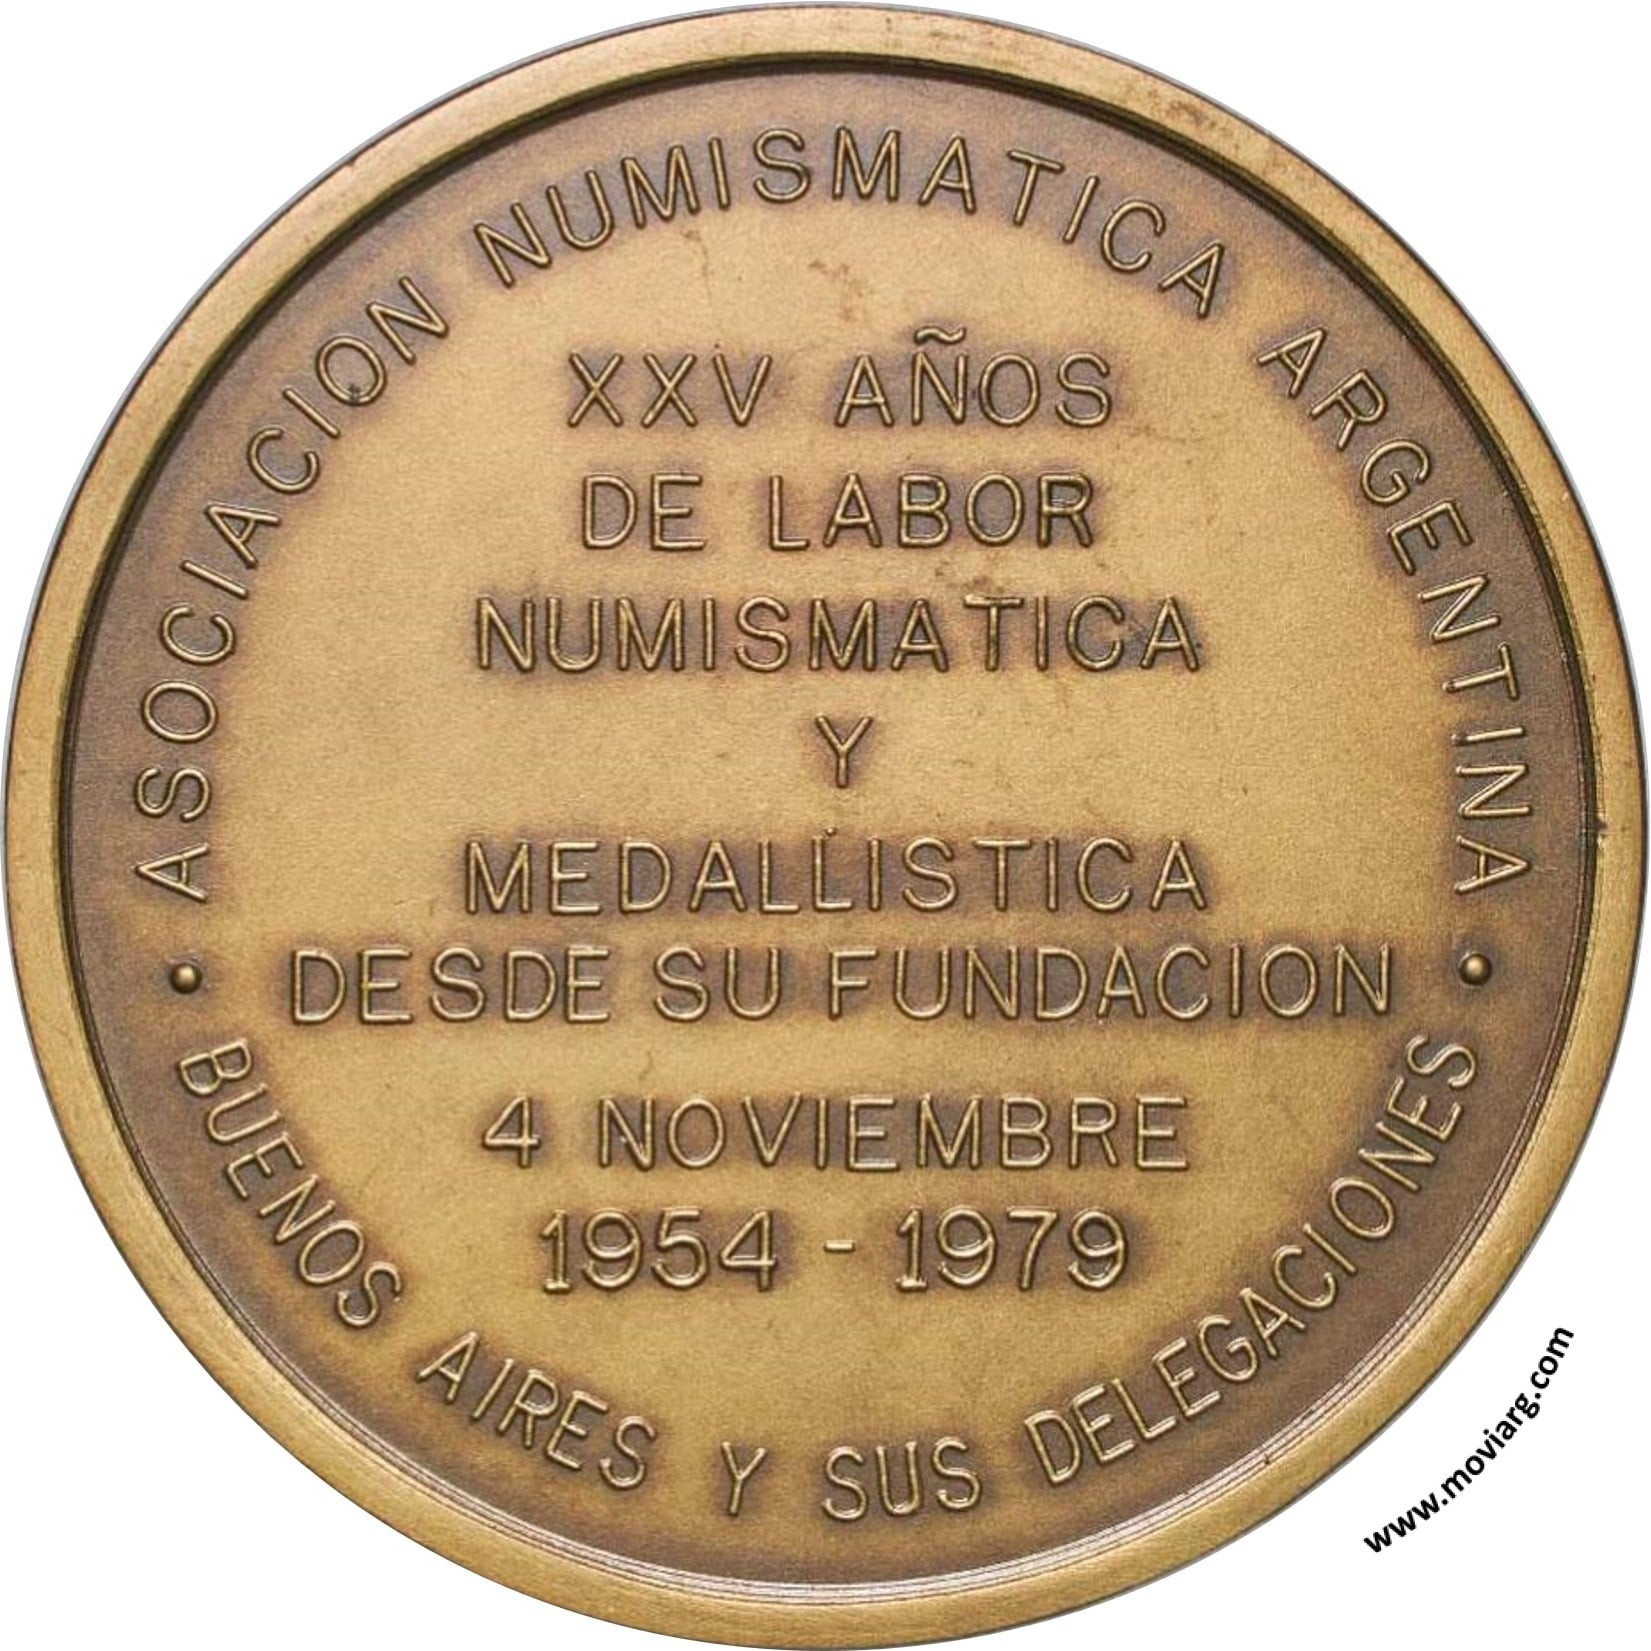 ASOCIACION NUMISMATICA ARGENTINA
XXV AÑOS
DE LABOR
NUMISMATICA
Y
MEDALLISTICA
DESDE SU FUNDACION
4 NOVIEMBRE
1954 - 1979
• BUENOS AIRES Y SUS DELEGACIONES •
www.moviarg.com